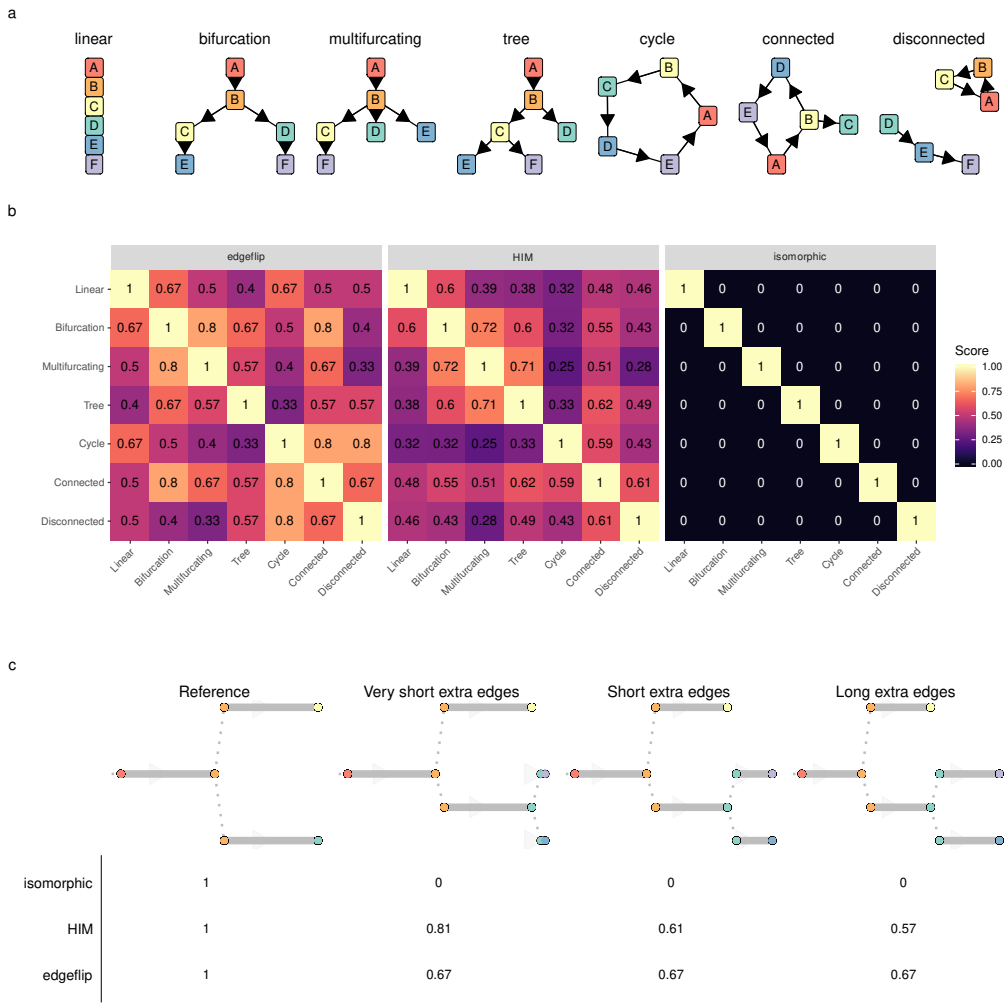 a
linear bifurcation multifurcating tree cycle connected disconnected
A B C D E F
A B C D E F
A B C D E F
A B C D E F
B C A D E
D E B C A
B C A D E F
b
edgeflip HIM isomorphic
Linear 1 0.67 0.5 0.4 0.67 0.5 0.5 1 0.6 0.39 0.38 0.32 0.48 0.46 1 0 0 0 0 0 0
Bifurcation 0.67 1 0.8 0.67 0.5 0.8 0.4 0.6 1 0.72 0.6 0.32 0.55 0.43 0 1 0 0 0 0 0
Multifurcating 0.5 0.8 1 0.57 0.4 0.67 0.33 0.39 0.72 1 0.71 0.25 0.51 0.28 0 0 1 0 0 0 0
Tree 0.4 0.67 0.57 1 0.33 0.57 0.57 0.38 0.6 0.71 1 0.33 0.62 0.49 0 0 0 1 0 0 0
Cycle 0.67 0.5 0.4 0.33 1 0.8 0.8 0.32 0.32 0.25 0.33 1 0.59 0.43 0 0 0 0 1 0 0
Connected 0.5 0.8 0.67 0.57 0.8 1 0.67 0.48 0.55 0.51 0.62 0.59 1 0.61 0 0 0 0 0 1 0
Disconnected 0.5 0.4 0.33 0.57 0.8 0.67 1 0.46 0.43 0.28 0.49 0.43 0.61 1 0 0 0 0 0 0 1
Linear Bifurcation Multifurcating Tree Cycle Connected Disconnected Linear Bifurcation Multifurcating Tree Cycle Connected Disconnected Linear Bifurcation Multifurcating Tree Cycle Connected Disconnected
Score
1.00
0.75
0.50
0.25
0.00
c
Reference Very short extra edges Short extra edges Long extra edges
isomorphic 1 0 0 0
HIM 1 0.81 0.61 0.57
edgeflip 1 0.67 0.67 0.67